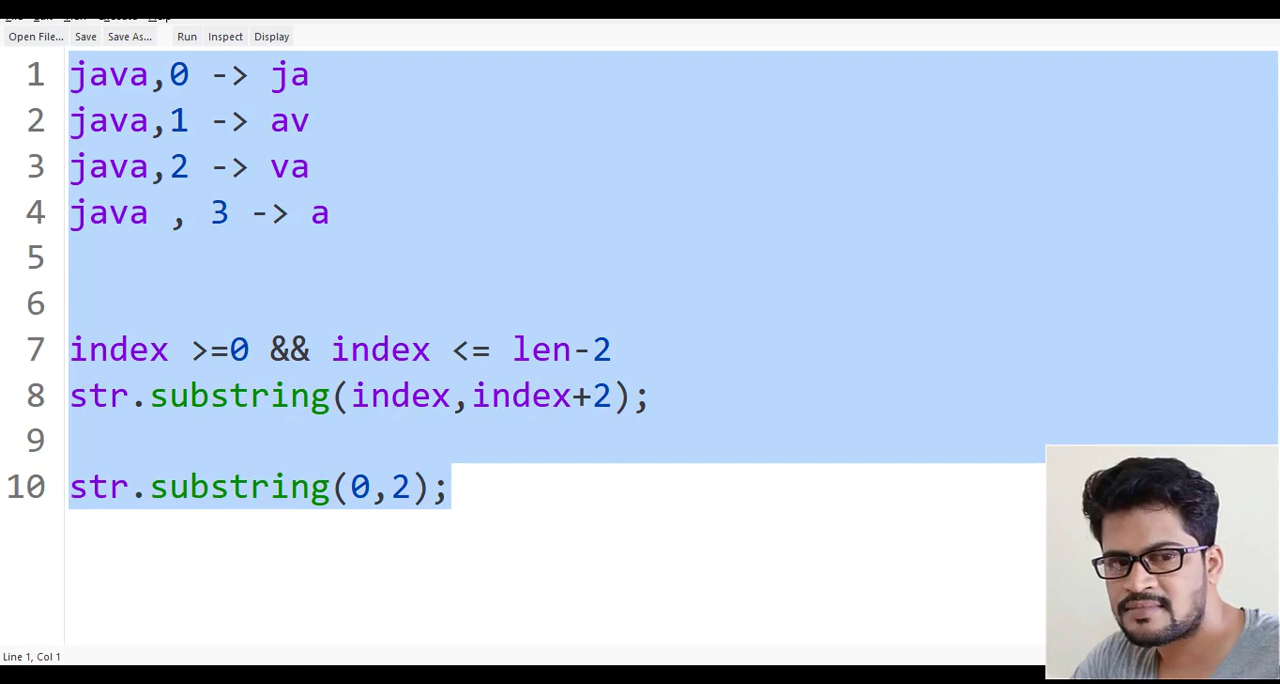 Open File... Save Save As... Run Inspect Display
1 java,0 -> ja
2 java,1 -> av
3 java,2 -> va
4 java , 3 -> a
5
6
7 index >=0 && index <= len-2
8 str.substring(index,index+2);
9
10 str.substring(0,2);
Line 1, Col 1